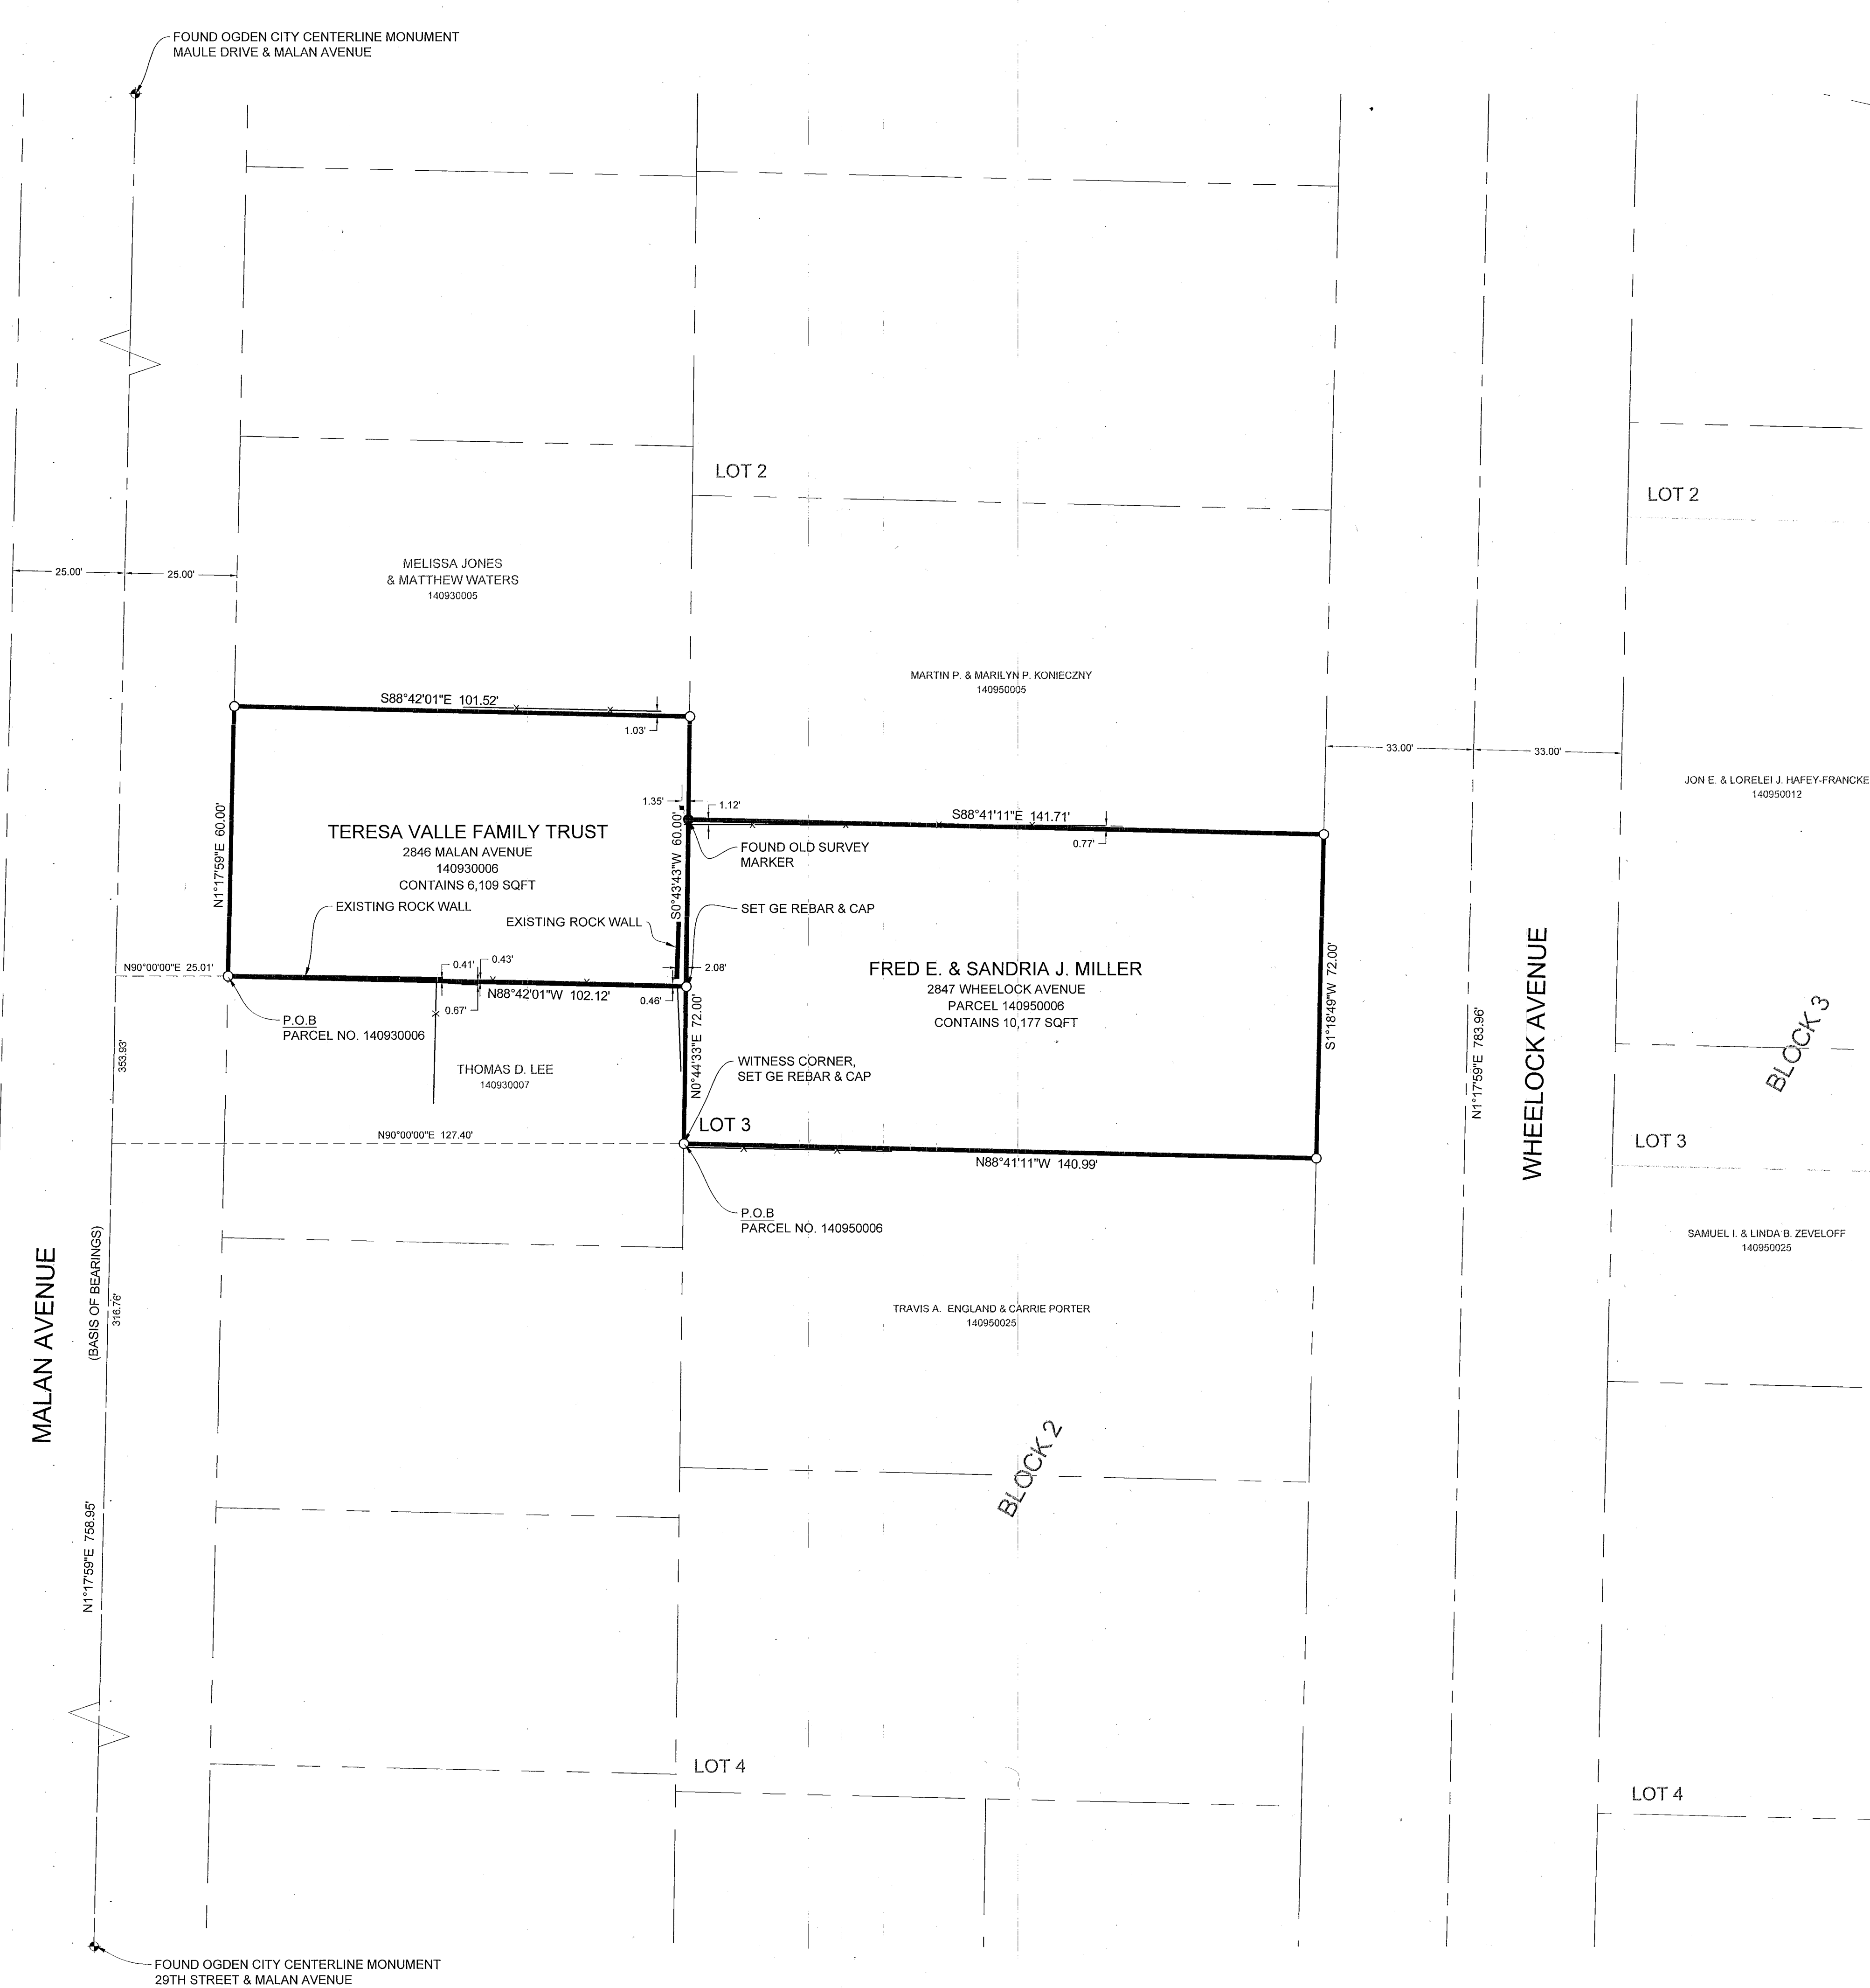 FOUND OGDEN CITY CENTERLINE MONUMENT
MAULE DRIVE & MALAN AVENUE
LOT 2
LOT 2
MELISSA JONES
& MATTHEW WATERS
140930005
25.00'
25.00'
MARTIN P. & MARILYN P. KONIECZNY
140950005
S88°42'01"E 101.52'
1.03'
33.00'
33.00'
JON E. & LORELEI J. HAFEY-FRANCKE
140950012
1.35'
1.12'
S88°41'11"E 141.71'
0.77'
N1°17'59"E 60.00'
TERESA VALLE FAMILY TRUST
2846 MALAN AVENUE
140930006
CONTAINS 6,109 SQFT
S0°43'43"W 60.00'
FOUND OLD SURVEY
MARKER
EXISTING ROCK WALL
EXISTING ROCK WALL
SET GE REBAR & CAP
N90°00'00"E 25.01'
0.41'
0.43'
2.08'
N88°42'01"W 102.12'
0.46'
0.67'
FRED E. & SANDRIA J. MILLER
2847 WHEELOCK AVENUE
PARCEL 140950006
CONTAINS 10,177 SQFT
S1°18'49"W 72.00'
WHEELOCK AVENUE
N1°17'59"E 783.96'
BLOCK 3
P.O.B
PARCEL NO. 140930006
353.93'
N0°44'33"E 72.00'
WITNESS CORNER,
SET GE REBAR & CAP
THOMAS D. LEE
140930007
LOT 3
N90°00'00"E 127.40'
LOT 3
N88°41'11"W 140.99'
P.O.B
PARCEL NO. 140950006
SAMUEL I. & LINDA B. ZEVELOFF
140950025
MALAN AVENUE
(BASIS OF BEARINGS)
316.76'
TRAVIS A. ENGLAND & CARRIE PORTER
140950025
BLOCK 2
N1°17'59"E 758.95'
LOT 4
LOT 4
FOUND OGDEN CITY CENTERLINE MONUMENT
29TH STREET & MALAN AVENUE